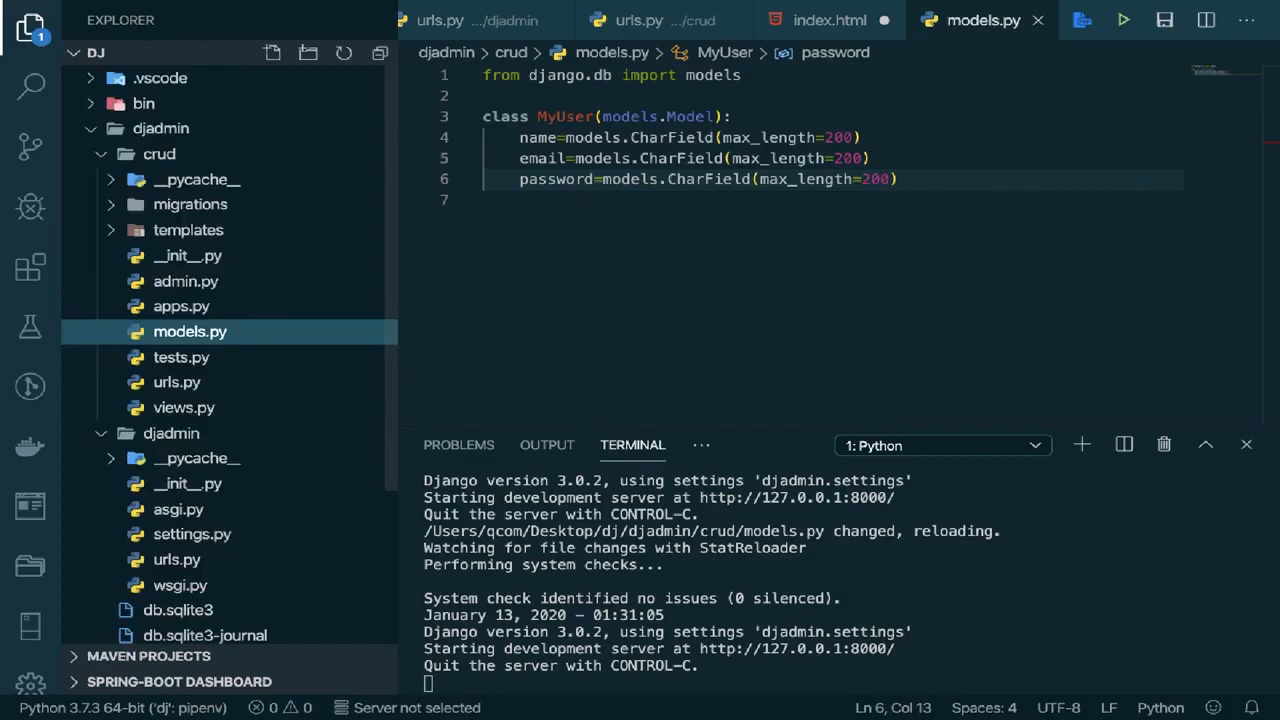 EXPLORER
urls.py .../djadmin
urls.py .../crud
index.html
models.py
1
DJ
djadmin > crud > models.py > MyUser > password
.vscode
bin
djadmin
crud
__pycache__
migrations
templates
__init__.py
admin.py
apps.py
models.py
tests.py
urls.py
views.py
djadmin
__pycache__
__init__.py
asgi.py
settings.py
urls.py
wsgi.py
db.sqlite3
db.sqlite3-journal
MAVEN PROJECTS
SPRING-BOOT DASHBOARD
1 from django.db import models
2
3 class MyUser(models.Model):
4 name=models.CharField(max_length=200)
5 email=models.CharField(max_length=200)
6 password=models.CharField(max_length=200)
7
PROBLEMS OUTPUT TERMINAL ... 1: Python
Django version 3.0.2, using settings 'djadmin.settings'
Starting development server at http://127.0.0.1:8000/
Quit the server with CONTROL-C.
/Users/qcom/Desktop/dj/djadmin/crud/models.py changed, reloading.
Watching for file changes with StatReloader
Performing system checks...
System check identified no issues (0 silenced).
January 13, 2020 - 01:31:05
Django version 3.0.2, using settings 'djadmin.settings'
Starting development server at http://127.0.0.1:8000/
Quit the server with CONTROL-C.
Python 3.7.3 64-bit ('dj': pipenv) 0 0 Server not selected Ln 6, Col 13 Spaces: 4 UTF-8 LF Python